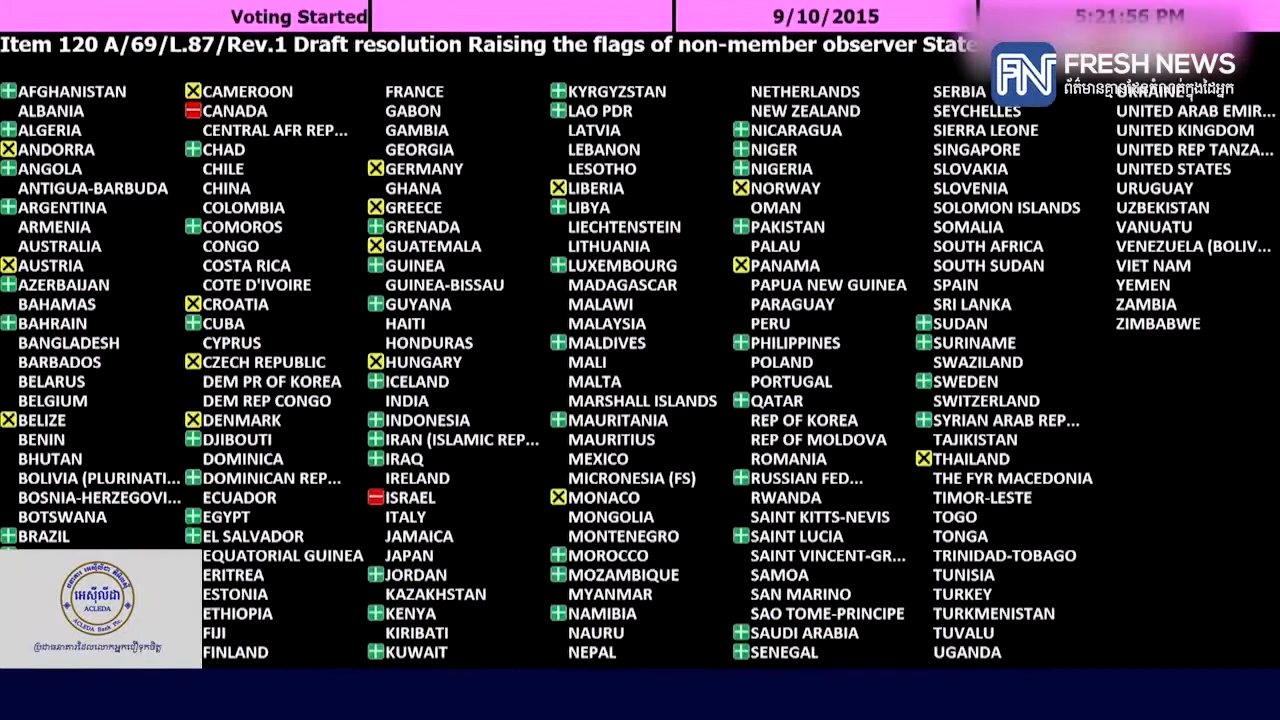 Voting Started
9/10/2015
5:21:56 PM
Item 120 A/69/L.87/Rev.1 Draft resolution Raising the flags of non-member observer State
FRESH NEWS
AFGHANISTAN
ALBANIA
ALGERIA
ANDORRA
ANGOLA
ANTIGUA-BARBUDA
ARGENTINA
ARMENIA
AUSTRALIA
AUSTRIA
AZERBAIJAN
BAHAMAS
BAHRAIN
BANGLADESH
BARBADOS
BELARUS
BELGIUM
BELIZE
BENIN
BHUTAN
BOLIVIA (PLURINATI...
BOSNIA-HERZEGOVI...
BOTSWANA
BRAZIL
CAMEROON
CANADA
CENTRAL AFR REP...
CHAD
CHILE
CHINA
COLOMBIA
COMOROS
CONGO
COSTA RICA
COTE D'IVOIRE
CROATIA
CUBA
CYPRUS
CZECH REPUBLIC
DEM PR OF KOREA
DEM REP CONGO
DENMARK
DJIBOUTI
DOMINICA
DOMINICAN REP...
ECUADOR
EGYPT
EL SALVADOR
EQUATORIAL GUINEA
ERITREA
ESTONIA
ETHIOPIA
FIJI
FINLAND
FRANCE
GABON
GAMBIA
GEORGIA
GERMANY
GHANA
GREECE
GRENADA
GUATEMALA
GUINEA
GUINEA-BISSAU
GUYANA
HAITI
HONDURAS
HUNGARY
ICELAND
INDIA
INDONESIA
IRAN (ISLAMIC REP...
IRAQ
IRELAND
ISRAEL
ITALY
JAMAICA
JAPAN
JORDAN
KAZAKHSTAN
KENYA
KIRIBATI
KUWAIT
KYRGYZSTAN
LAO PDR
LATVIA
LEBANON
LESOTHO
LIBERIA
LIBYA
LIECHTENSTEIN
LITHUANIA
LUXEMBOURG
MADAGASCAR
MALAWI
MALAYSIA
MALDIVES
MALI
MALTA
MARSHALL ISLANDS
MAURITANIA
MAURITIUS
MEXICO
MICRONESIA (FS)
MONACO
MONGOLIA
MONTENEGRO
MOROCCO
MOZAMBIQUE
MYANMAR
NAMIBIA
NAURU
NEPAL
NETHERLANDS
NEW ZEALAND
NICARAGUA
NIGER
NIGERIA
NORWAY
OMAN
PAKISTAN
PALAU
PANAMA
PAPUA NEW GUINEA
PARAGUAY
PERU
PHILIPPINES
POLAND
PORTUGAL
QATAR
REP OF KOREA
REP OF MOLDOVA
ROMANIA
RUSSIAN FED...
RWANDA
SAINT KITTS-NEVIS
SAINT LUCIA
SAINT VINCENT-GR...
SAMOA
SAN MARINO
SAO TOME-PRINCIPE
SAUDI ARABIA
SENEGAL
SERBIA
SEYCHELLES
SIERRA LEONE
SINGAPORE
SLOVAKIA
SLOVENIA
SOLOMON ISLANDS
SOMALIA
SOUTH AFRICA
SOUTH SUDAN
SPAIN
SRI LANKA
SUDAN
SURINAME
SWAZILAND
SWEDEN
SWITZERLAND
SYRIAN ARAB REP...
TAJIKISTAN
THAILAND
THE FYR MACEDONIA
TIMOR-LESTE
TOGO
TONGA
TRINIDAD-TOBAGO
TUNISIA
TURKEY
TURKMENISTAN
TUVALU
UGANDA
UNITED ARAB EMIR...
UNITED KINGDOM
UNITED REP TANZA...
UNITED STATES
URUGUAY
UZBEKISTAN
VANUATU
VENEZUELA (BOLIV...
VIET NAM
YEMEN
ZAMBIA
ZIMBABWE
អេស៊ីលីដា
ACLEDA
ACLEDA Bank Plc.